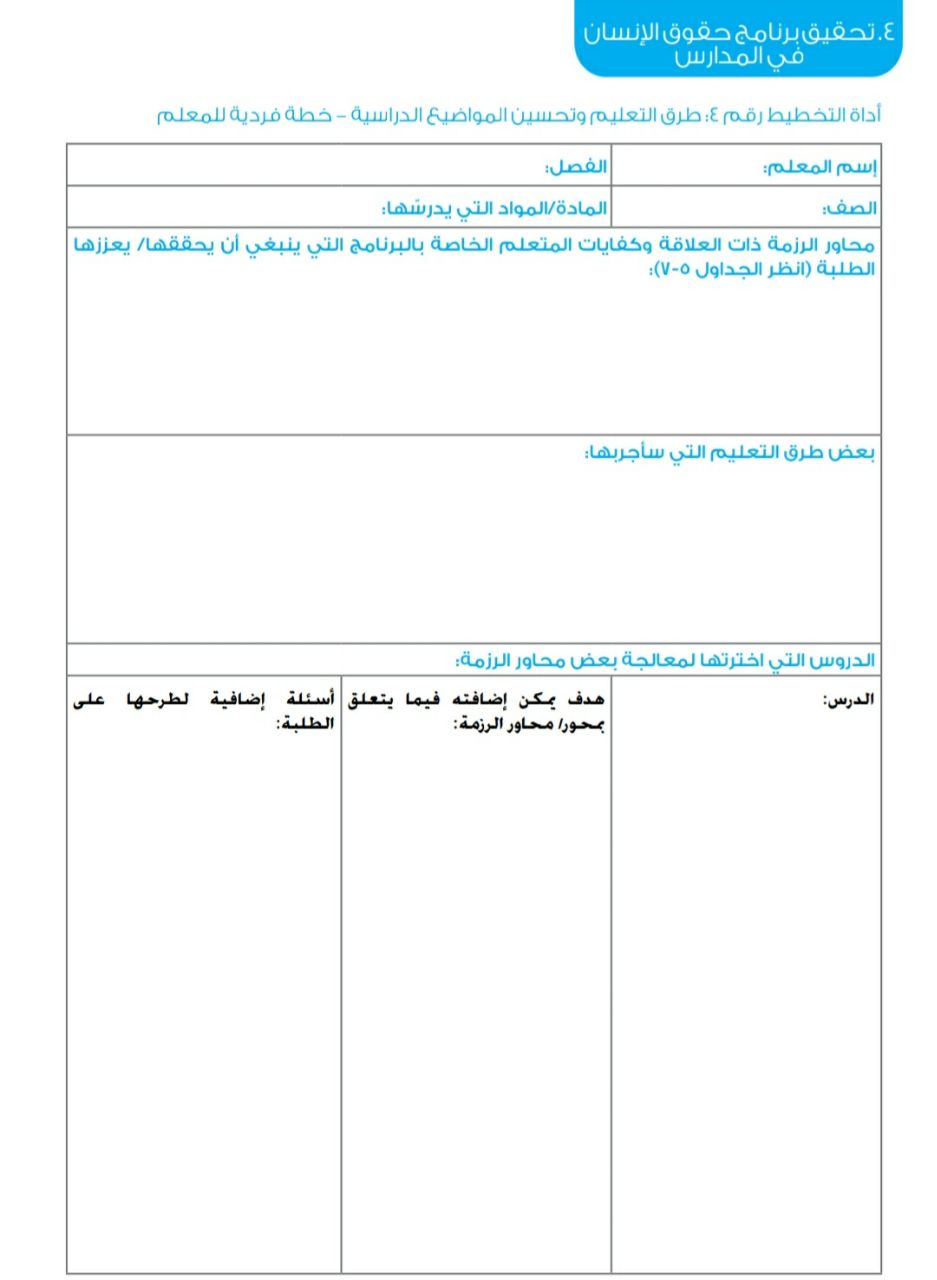 ٤. تحقيق برنامج حقوق الإنسان
في المدارس
أداة التخطيط رقم ٤: طرق التعليم وتحسين المواضيع الدراسية – خطة فردية للمعلم
إسم المعلم:
الفصل:
الصف:
المادة/المواد التي يدرسّها:
محاور الرزمة ذات العلاقة وكفايات المتعلم الخاصة بالبرنامج التي ينبغي أن يحققها/ يعززها
الطلبة (انظر الجداول ٥-٧):
بعض طرق التعليم التي سأجربها:
الدروس التي اخترتها لمعالجة بعض محاور الرزمة:
الدرس:
هدف يمكن إضافته فيما يتعلق
بمحور/ محاور الرزمة:
أسئلة إضافية لطرحها على
الطلبة: